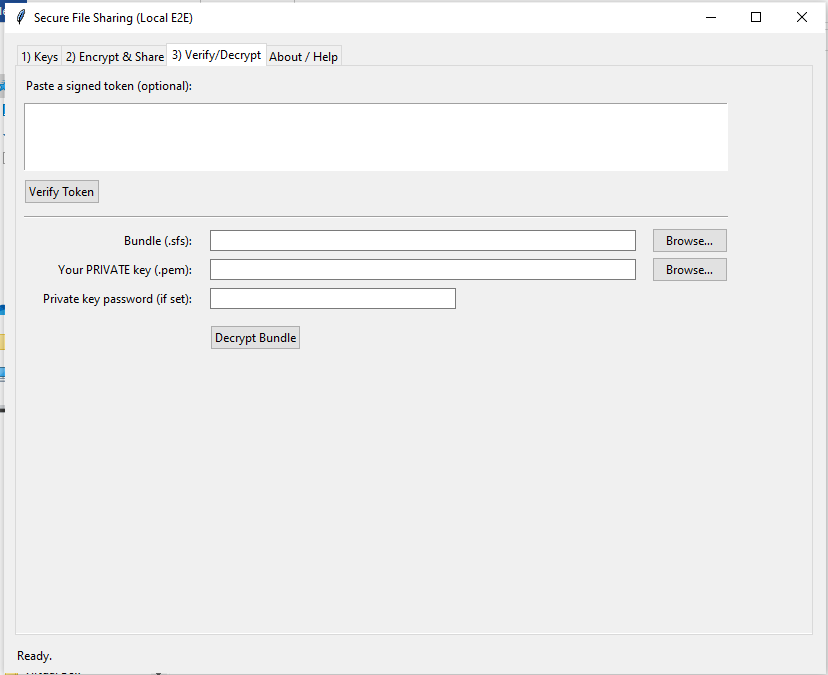 Secure File Sharing (Local E2E)
1) Keys 2) Encrypt & Share 3) Verify/Decrypt About / Help
Paste a signed token (optional):
Verify Token
Bundle (.sfs): Browse...
Your PRIVATE key (.pem): Browse...
Private key password (if set):
Decrypt Bundle
Ready.